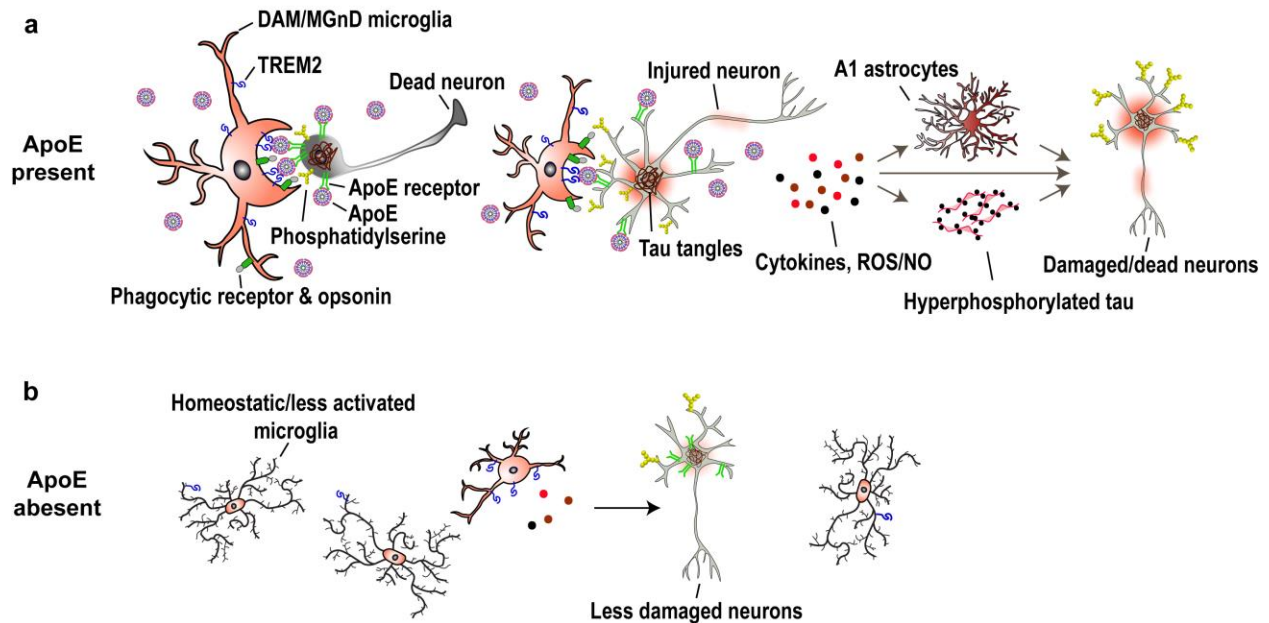 a
DAM/MGnD microglia
TREM2
Dead neuron
Injured neuron
A1 astrocytes
ApoE
present
ApoE receptor
ApoE
Phosphatidylserine
Tau tangles
Cytokines, ROS/NO
Damaged/dead neurons
Phagocytic receptor & opsonin
Hyperphosphorylated tau
b
Homeostatic/less activated
microglia
ApoE
abesent
Less damaged neurons